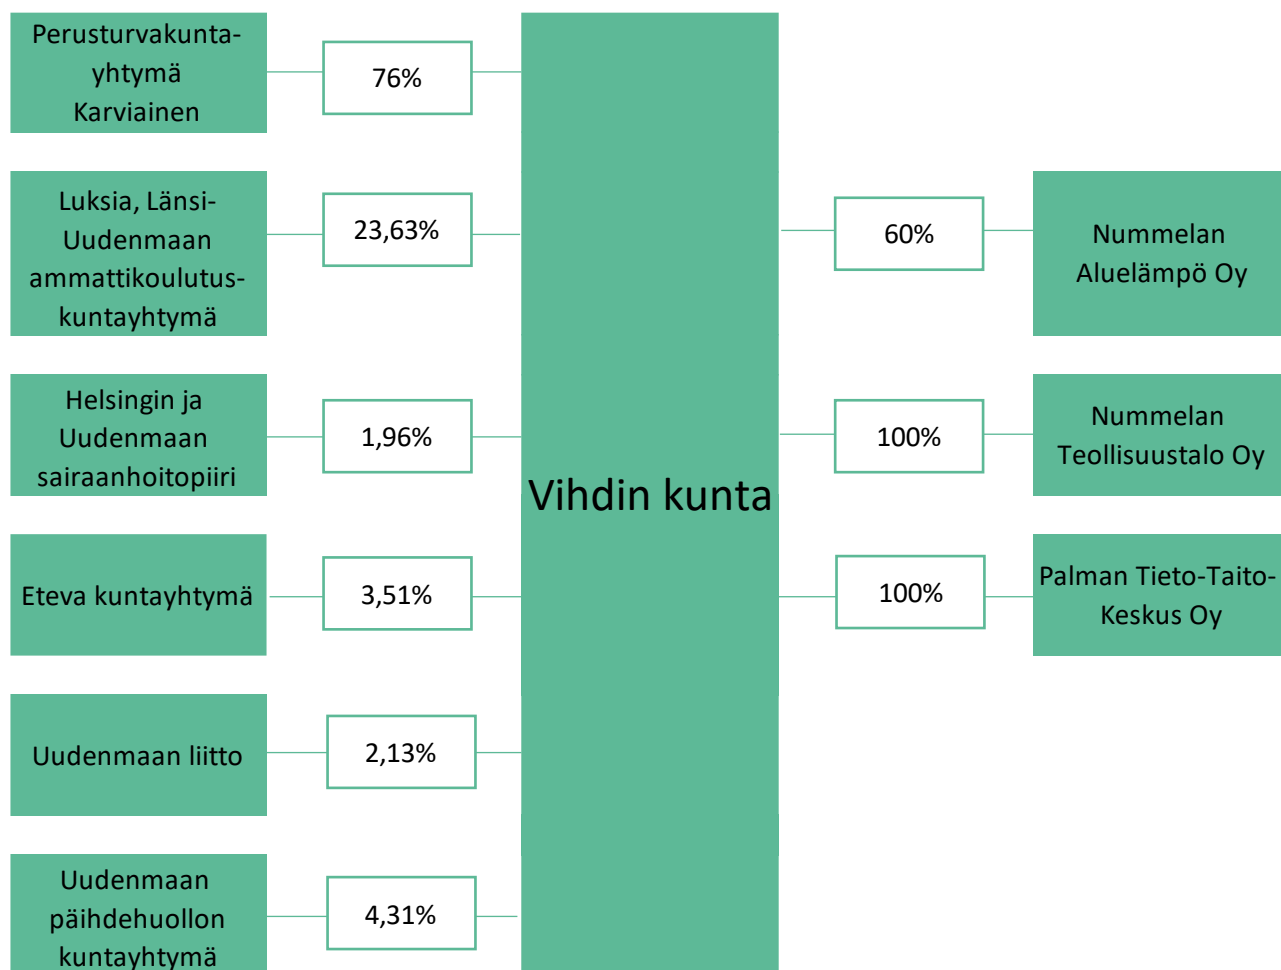 Perusturvakunta-
yhtymä
Karviainen
76%
Luksia, Länsi-
Uudenmaan
ammattikoulutus-
kuntayhtymä
23,63%
Helsingin ja
Uudenmaan
sairaanhoitopiiri
1,96%
Eteva kuntayhtymä
3,51%
Uudenmaan liitto
2,13%
Uudenmaan
päihdehuollon
kuntayhtymä
4,31%
Vihdin kunta
60%
Nummelan
Aluelämpö Oy
100%
Nummelan
Teollisuustalo Oy
100%
Palman Tieto-Taito-
Keskus Oy